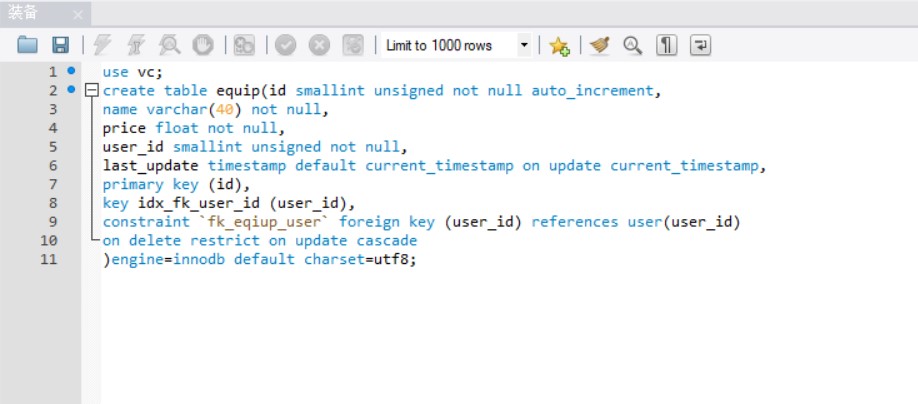 装备
Limit to 1000 rows
1 use vc;
2 create table equip(id smallint unsigned not null auto_increment,
3 name varchar(40) not null,
4 price float not null,
5 user_id smallint unsigned not null,
6 last_update timestamp default current_timestamp on update current_timestamp,
7 primary key (id),
8 key idx_fk_user_id (user_id),
9 constraint `fk_eqiup_user` foreign key (user_id) references user(user_id)
10 on delete restrict on update cascade
11 )engine=innodb default charset=utf8;